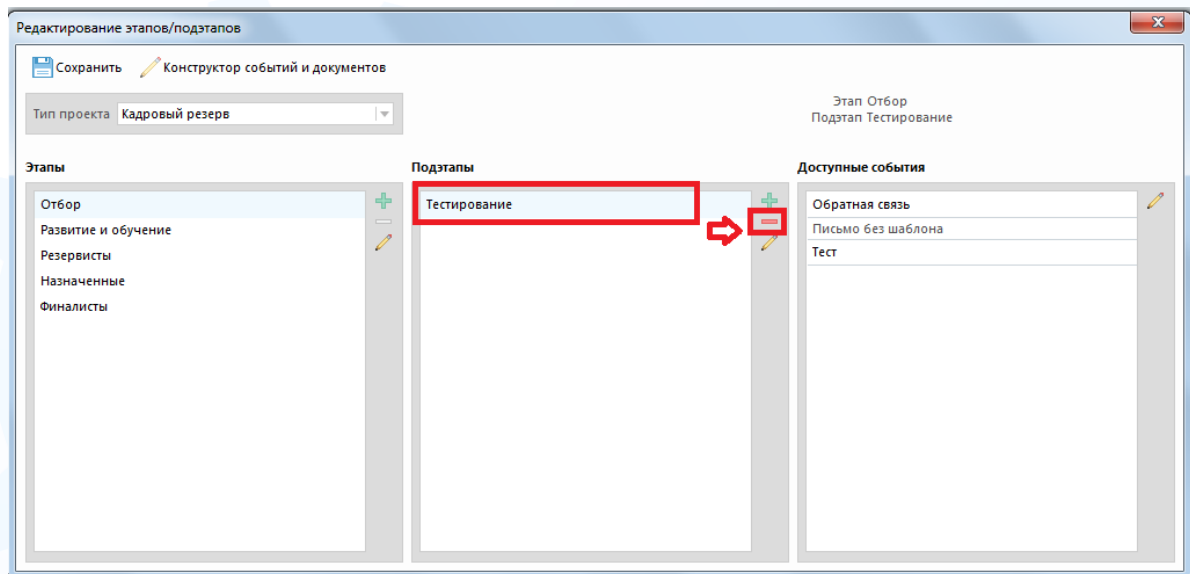 Редактирование этапов/подэтапов
Сохранить Конструктор событий и документов
Тип проекта Кадровый резерв
Этап Отбор
Подэтап Тестирование
Этапы
Отбор
Развитие и обучение
Резервисты
Назначенные
Финалисты
Подэтапы
Тестирование
Доступные события
Обратная связь
Письмо без шаблона
Тест